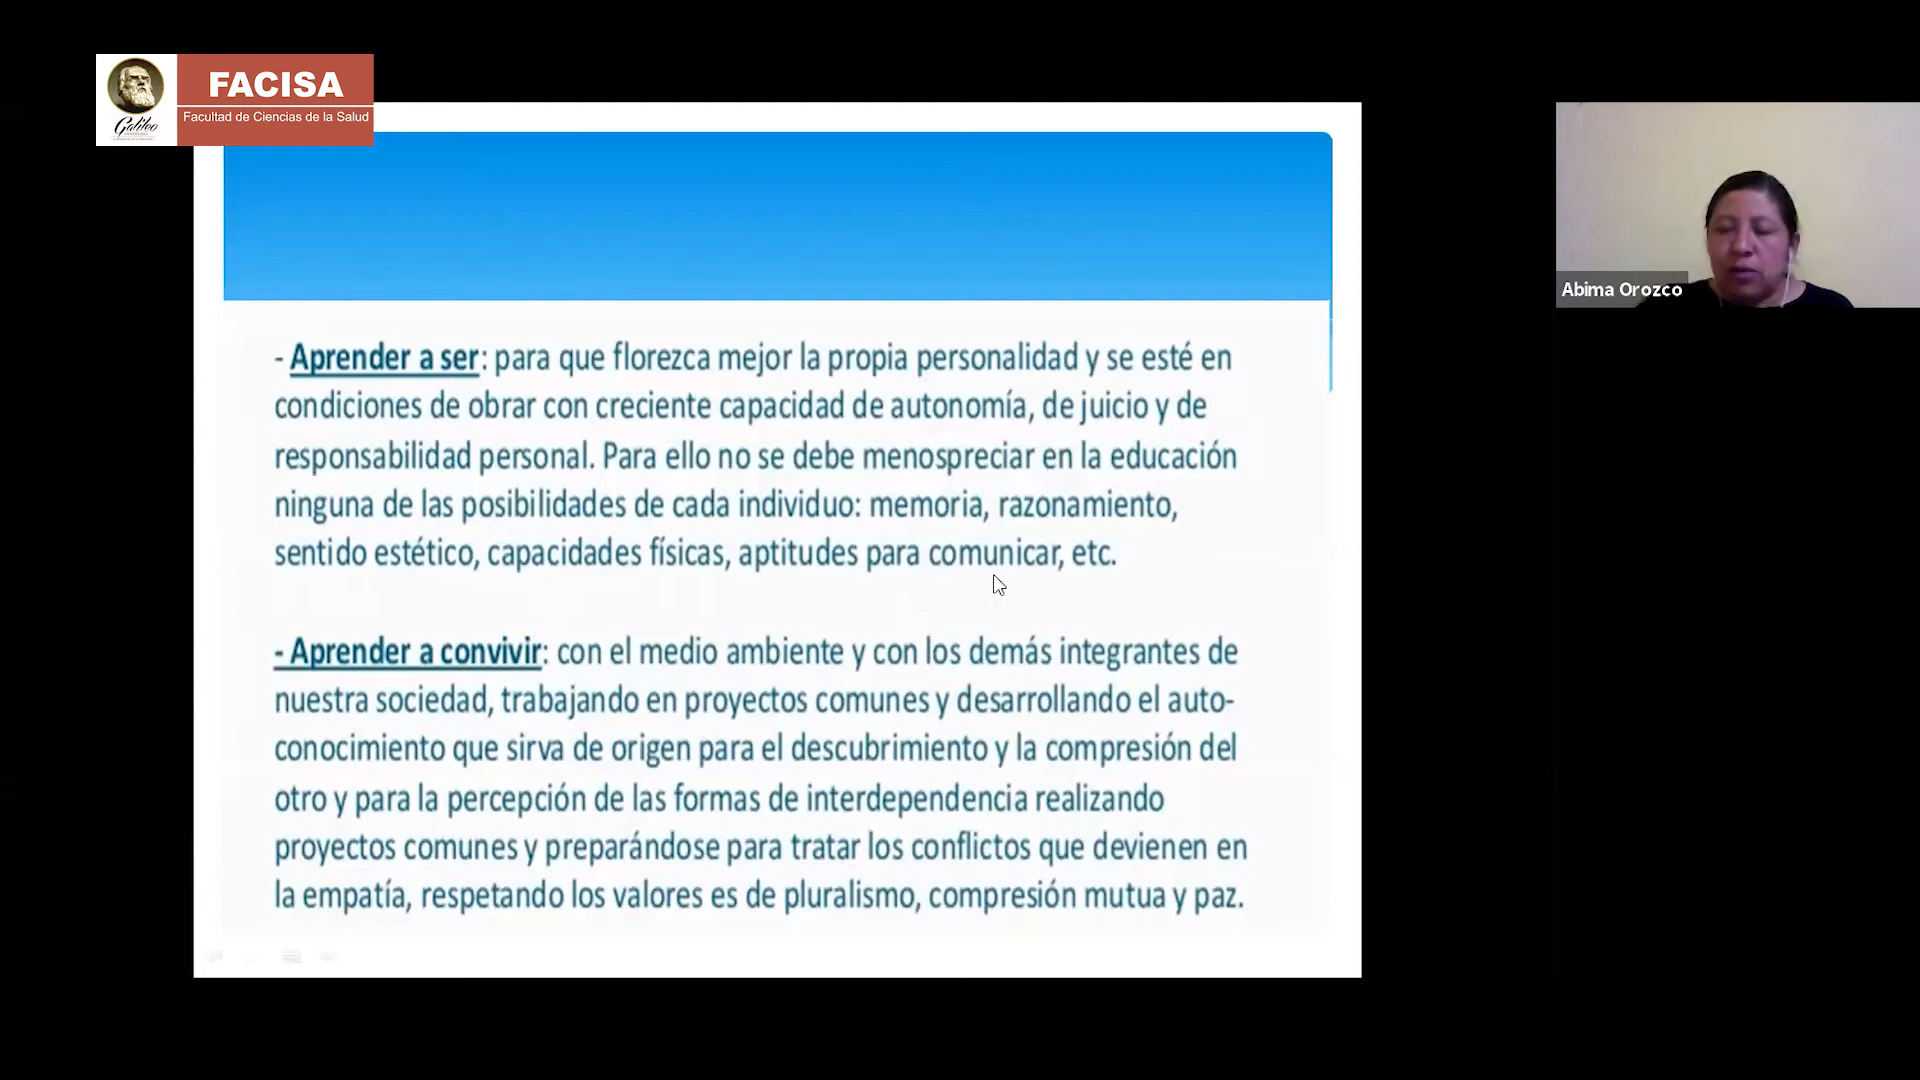 FACISA
Facultad de Ciencias de la Salud
Galileo
Abima Orozco
- Aprender a ser: para que florezca mejor la propia personalidad y se esté en
condiciones de obrar con creciente capacidad de autonomía, de juicio y de
responsabilidad personal. Para ello no se debe menospreciar en la educación
ninguna de las posibilidades de cada individuo: memoria, razonamiento,
sentido estético, capacidades físicas, aptitudes para comunicar, etc.
- Aprender a convivir: con el medio ambiente y con los demás integrantes de
nuestra sociedad, trabajando en proyectos comunes y desarrollando el auto-
conocimiento que sirva de origen para el descubrimiento y la compresión del
otro y para la percepción de las formas de interdependencia realizando
proyectos comunes y preparándose para tratar los conflictos que devienen en
la empatía, respetando los valores es de pluralismo, compresión mutua y paz.